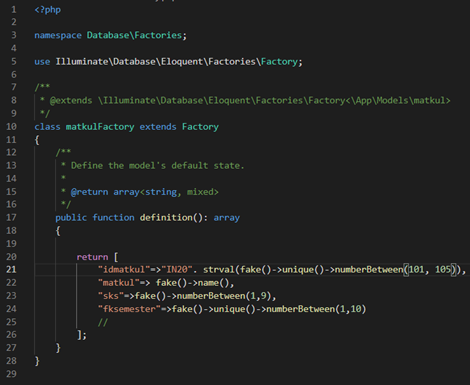 1 <?php
2
3 namespace Database\Factories;
4
5 use Illuminate\Database\Eloquent\Factories\Factory;
6
7 /**
8 * @extends \Illuminate\Database\Eloquent\Factories\Factory<\App\Models\matkul>
9 */
10 class matkulFactory extends Factory
11 {
12 /**
13 * Define the model's default state.
14 *
15 * @return array<string, mixed>
16 */
17 public function definition(): array
18 {
19
20 return [
21 "idmatkul"=>"IN20". strval(fake()->unique()->numberBetween(101, 105)),
22 "matkul"=> fake()->name(),
23 "sks"=>fake()->numberBetween(1,9),
24 "fksemester"=>fake()->unique()->numberBetween(1,10)
25 //
26 ];
27 }
28 }
29